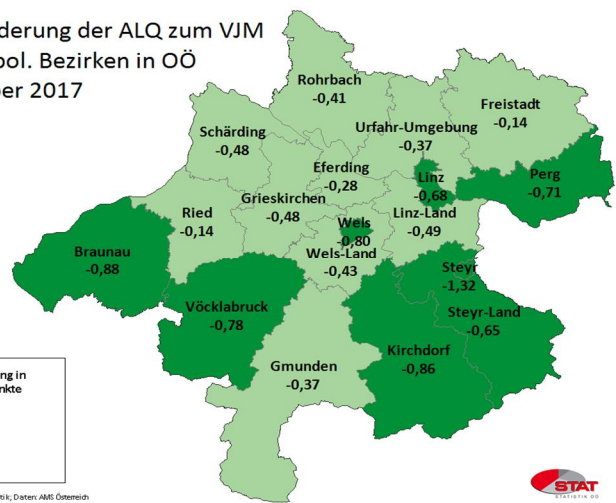 derung der ALQ zum VJM
pol. Bezirken in OÖ
ber 2017
Rohrbach
-0,41
Freistadt
-0,14
Urfahr-Umgebung
-0,37
Schärding
-0,48
Eferding
-0,28
Linz
-0,68
Perg
-0,71
Grieskirchen
-0,48
Ried
-0,14
Wels
-0,80
Linz-Land
-0,49
Wels-Land
-0,43
Braunau
-0,88
Steyr
-1,32
Vöcklabruck
-0,78
Steyr-Land
-0,65
Kirchdorf
-0,86
Gmunden
-0,37
ng in
nkte
tik; Daten: AMS Österreich
STAT
STATISTIK OÖ